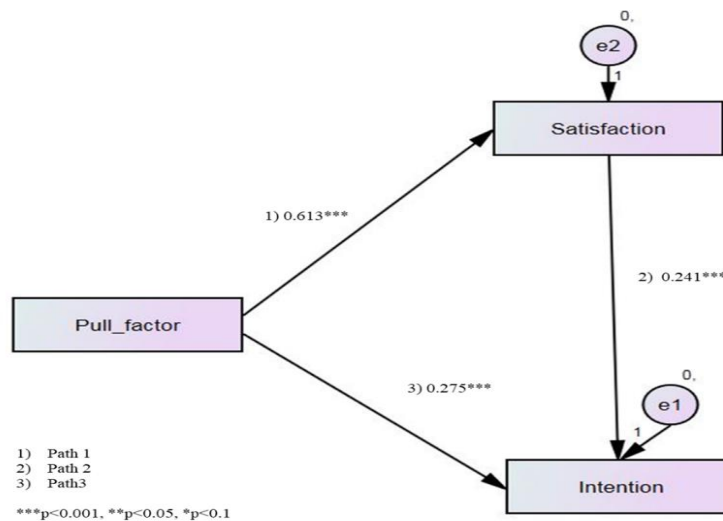 0,
e2
1
Satisfaction
1) 0.613***
2) 0.241***
Pull_factor
3) 0.275***
0,
e1
1
Intention
1) Path 1
2) Path 2
3) Path3
***p<0.001, **p<0.05, *p<0.1